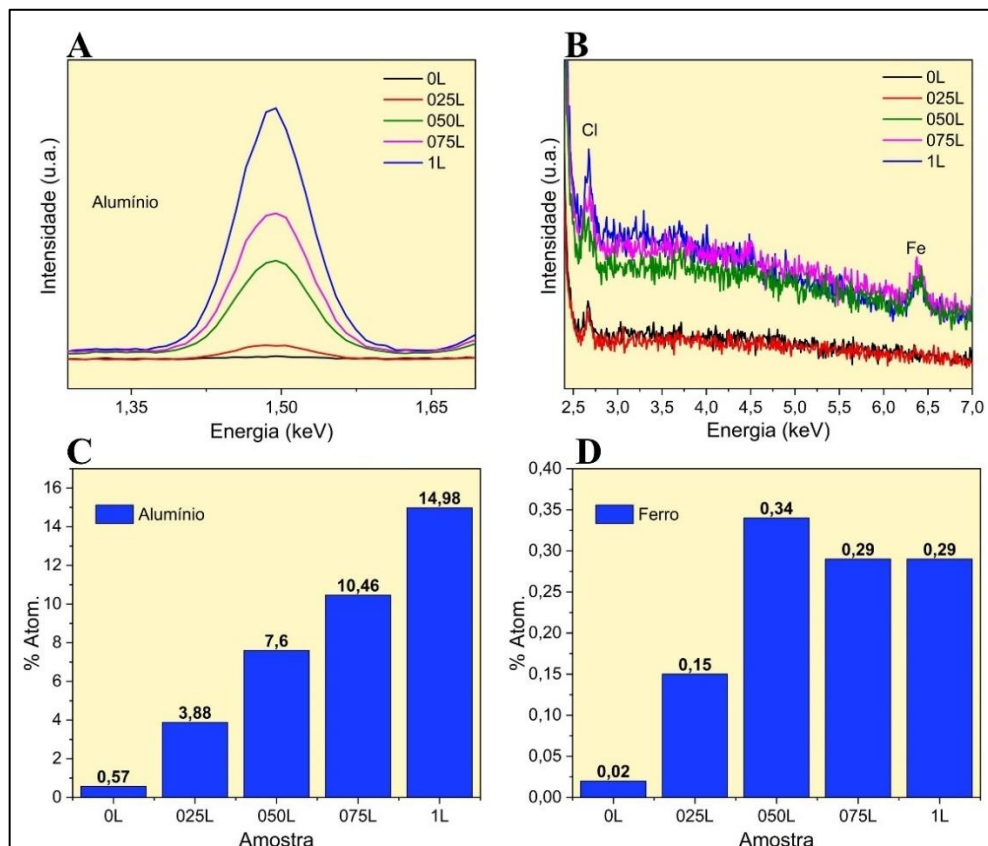 A
Intensidade (u.a.)
Alumínio
0L
025L
050L
075L
1L
1,35
1,50
1,65
Energia (keV)
B
Intensidade (u.a.)
Cl
Fe
0L
025L
050L
075L
1L
2,5
3,0
3,5
4,0
4,5
5,0
5,5
6,0
6,5
7,0
Energia (keV)
C
% Atom.
16
14
12
10
8
6
4
2
0
Alumínio
0,57
3,88
7,6
10,46
14,98
0L
025L
050L
075L
1L
Amostra
D
% Atom.
0,40
0,35
0,30
0,25
0,20
0,15
0,10
0,05
0,00
Ferro
0,02
0,15
0,34
0,29
0,29
0L
025L
050L
075L
1L
Amostra